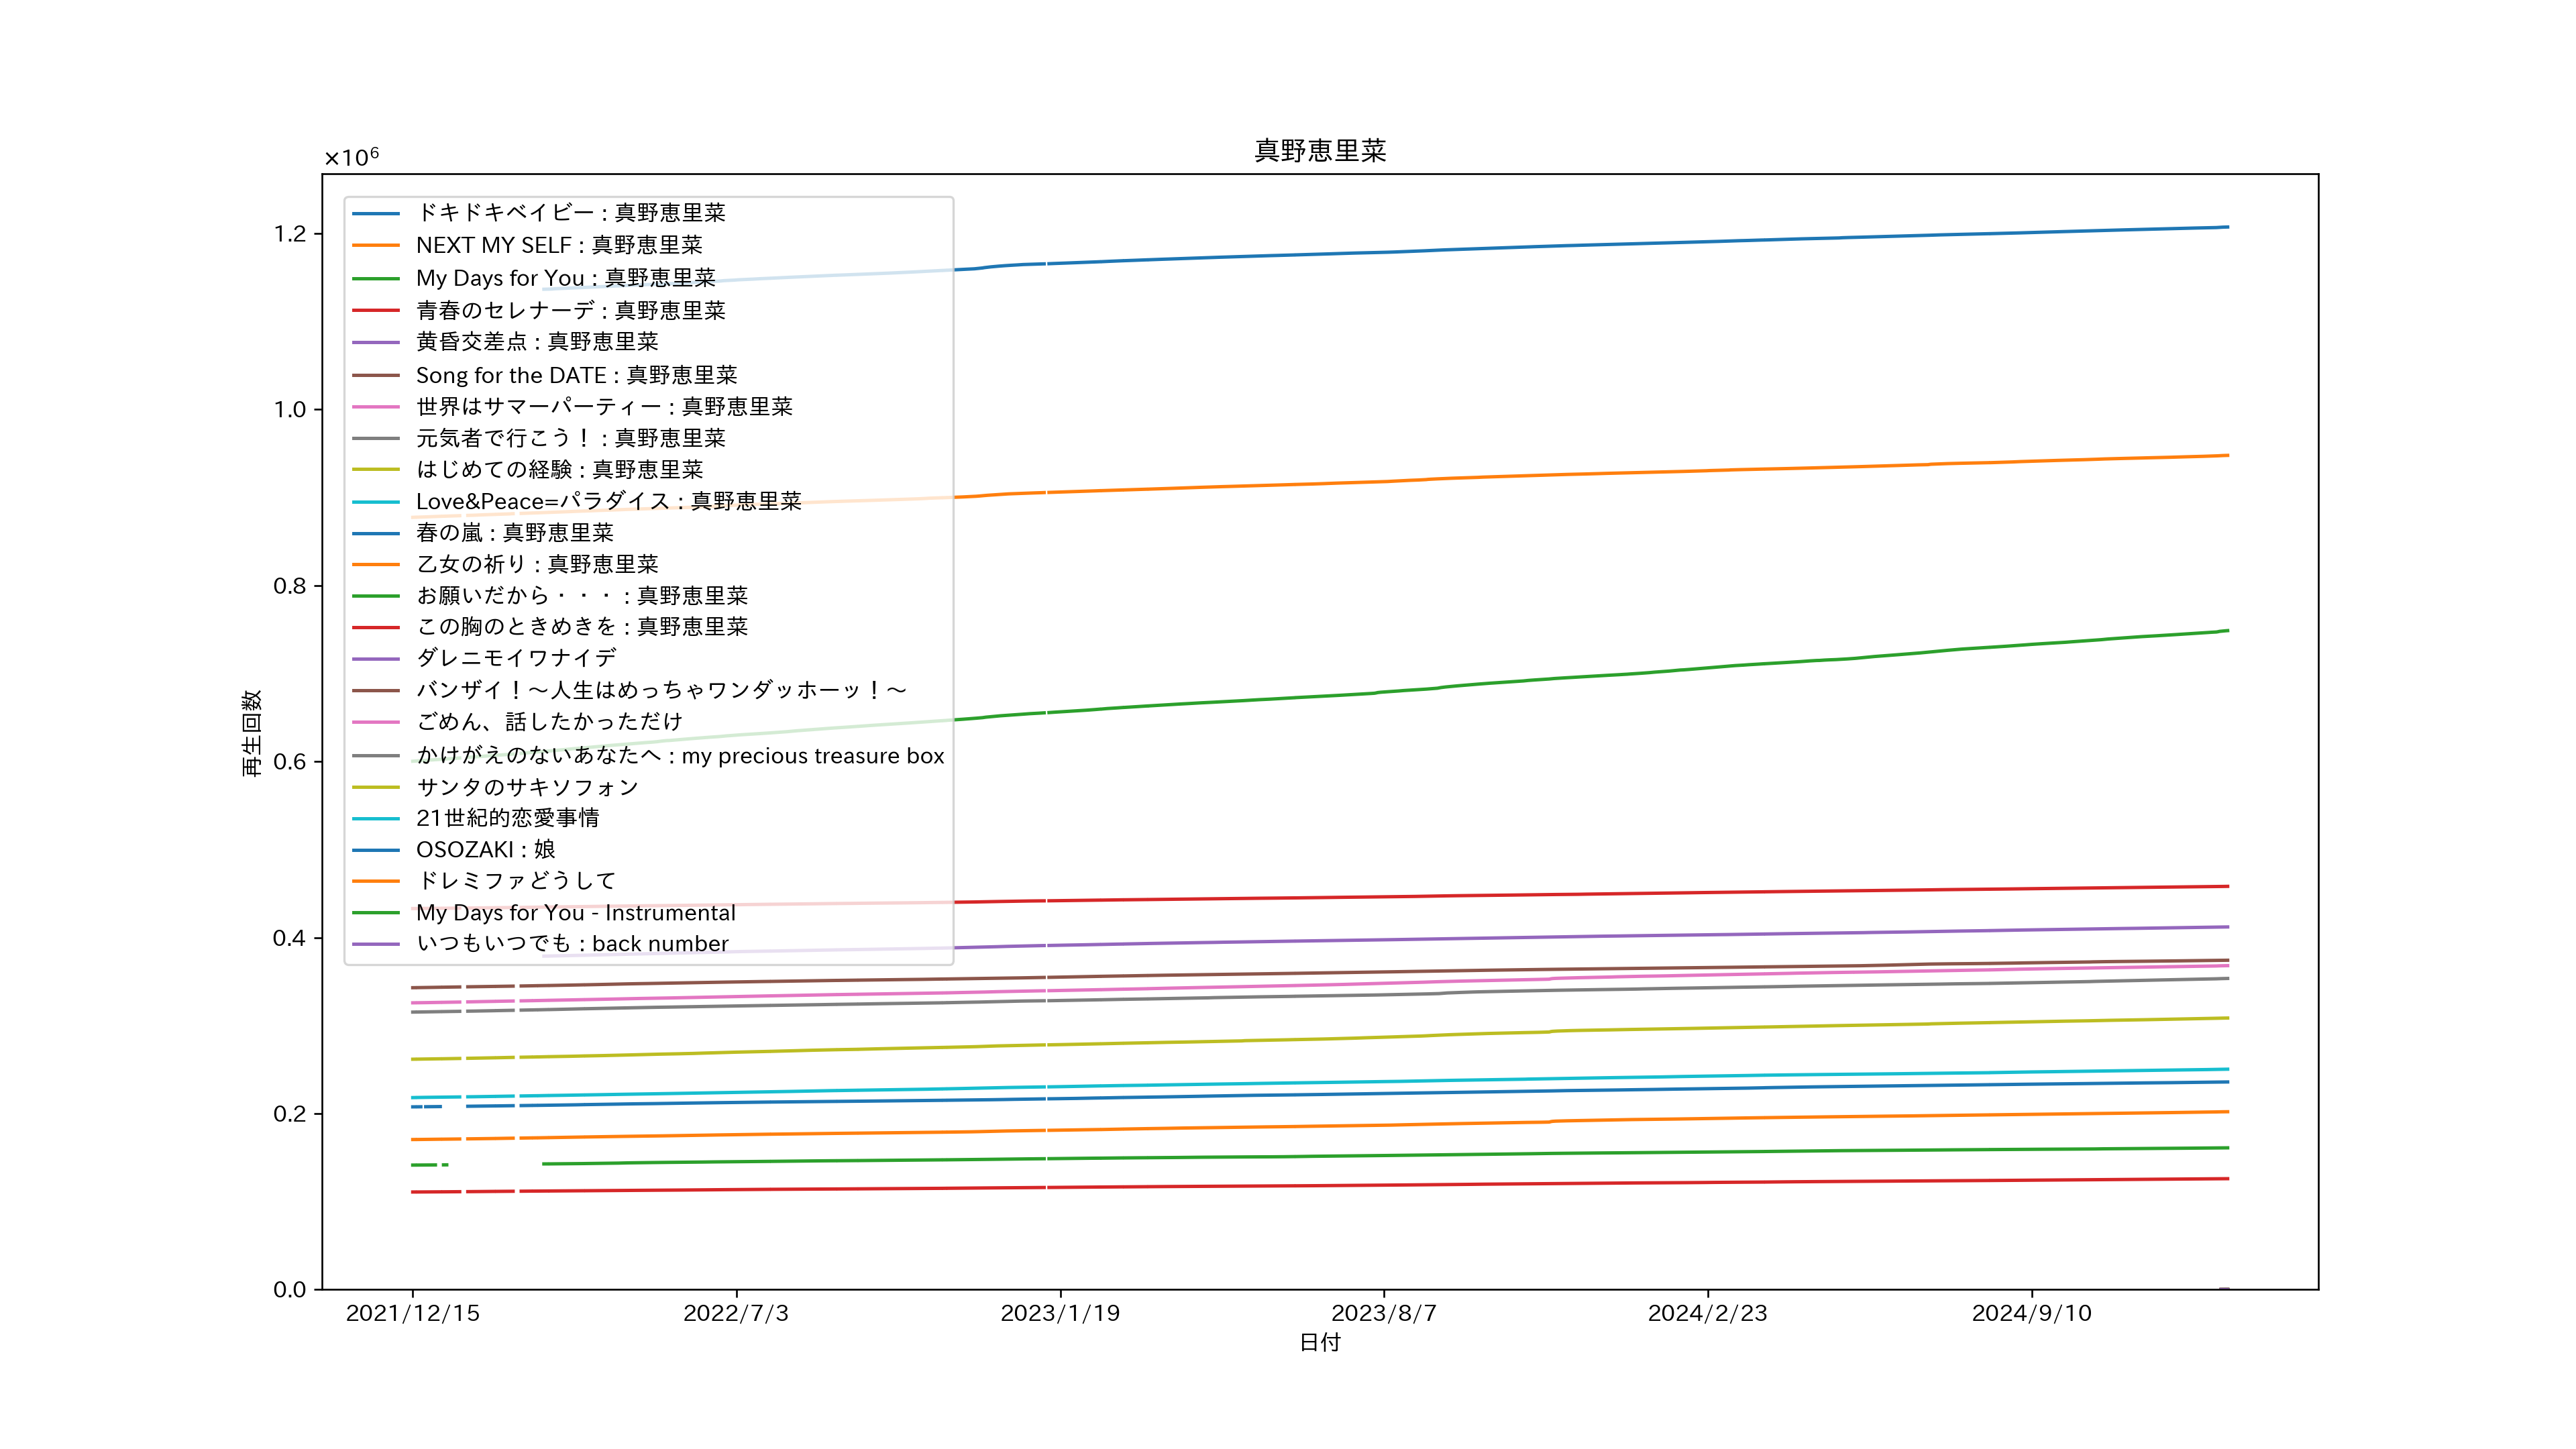 真野恵里菜
×10⁶
ドキドキベイビー : 真野恵里菜
NEXT MY SELF : 真野恵里菜
My Days for You : 真野恵里菜
青春のセレナーデ : 真野恵里菜
黄昏交差点 : 真野恵里菜
Song for the DATE : 真野恵里菜
世界はサマーパーティー : 真野恵里菜
元気者で行こう！ : 真野恵里菜
はじめての経験 : 真野恵里菜
Love&Peace=パラダイス : 真野恵里菜
春の嵐 : 真野恵里菜
乙女の祈り : 真野恵里菜
お願いだから・・・ : 真野恵里菜
この胸のときめきを : 真野恵里菜
ダレニモイワナイデ
バンザイ！～人生はめっちゃワンダッホーッ！～
ごめん、話したかっただけ
かけがえのないあなたへ : my precious treasure box
サンタのサキソフォン
21世紀的恋愛事情
OSOZAKI : 娘
ドレミファどうして
My Days for You - Instrumental
いつもいつでも : back number
再生回数
1.2
1.0
0.8
0.6
0.4
0.2
0.0
2021/12/15
2022/7/3
2023/1/19
2023/8/7
2024/2/23
2024/9/10
日付